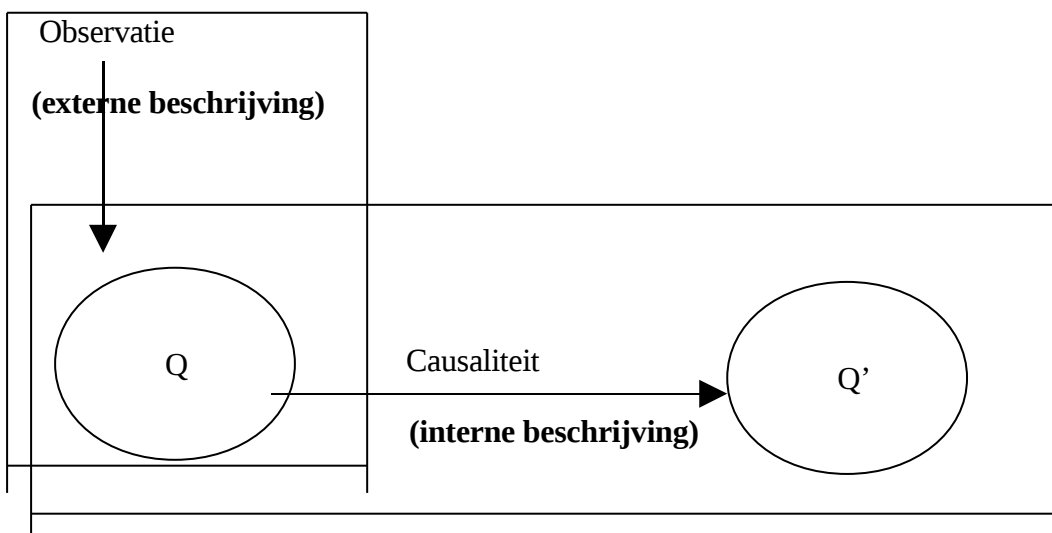 Observatie
(externe beschrijving)
Q
Causaliteit
Q’
(interne beschrijving)